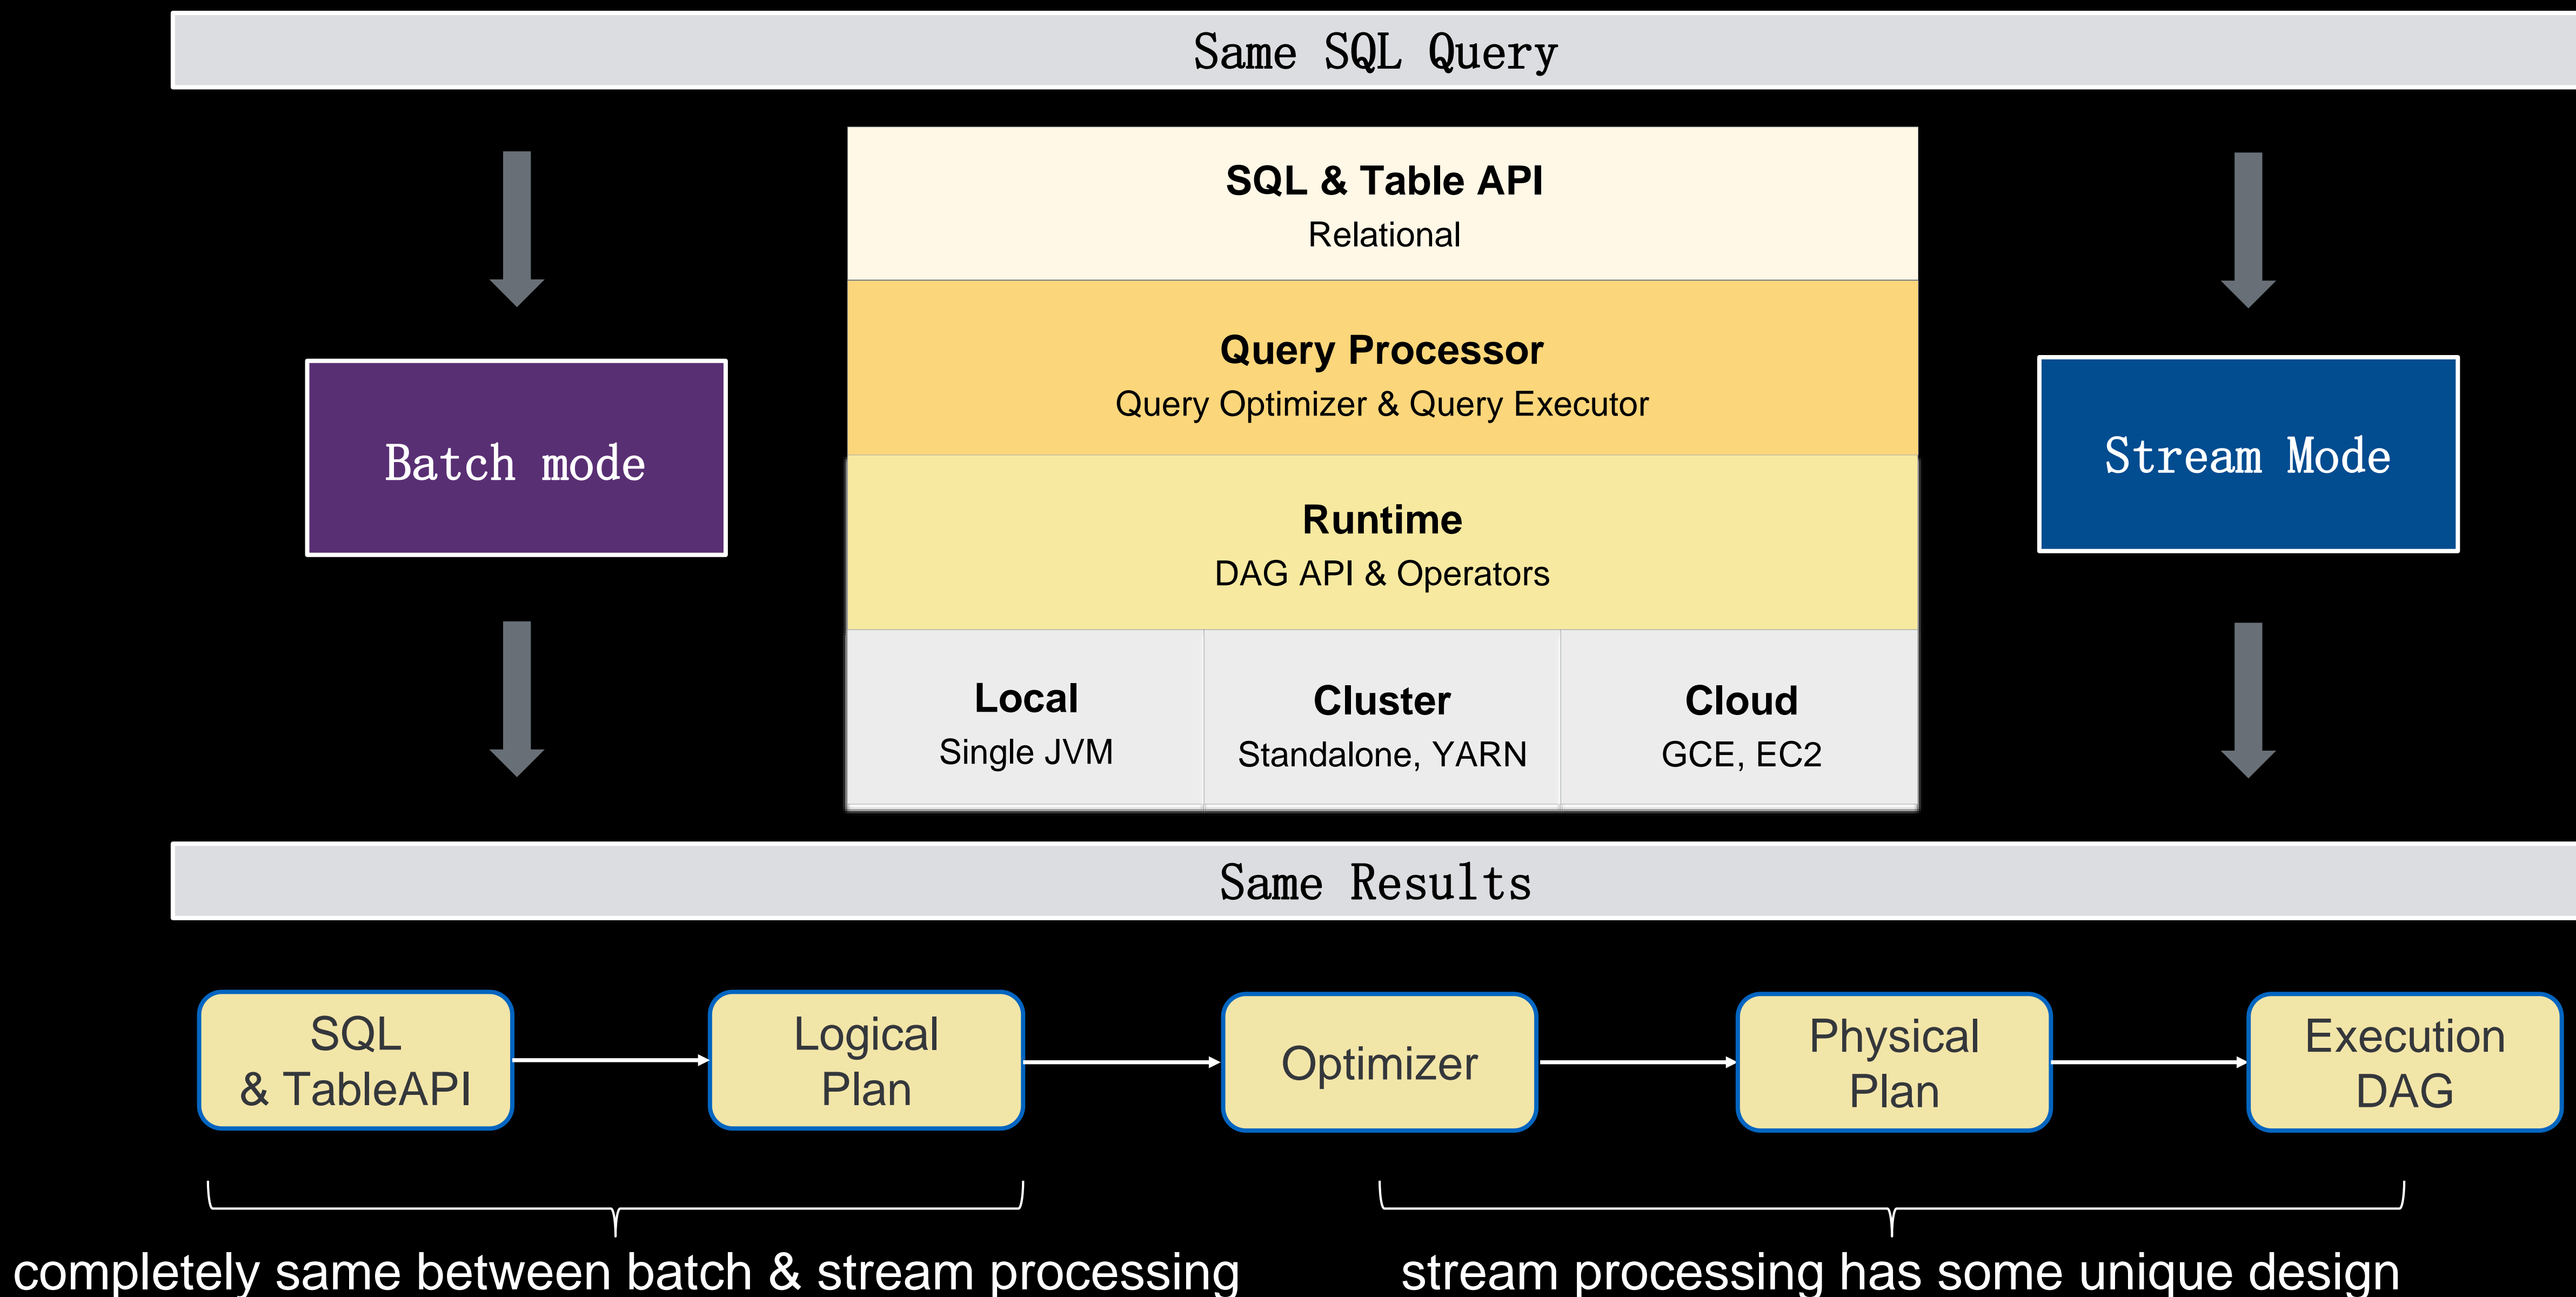 Same SQL Query
SQL & Table API
Relational
Query Processor
Query Optimizer & Query Executor
Batch mode
Stream Mode
Runtime
DAG API & Operators
Local
Single JVM
Cluster
Standalone, YARN
Cloud
GCE, EC2
Same Results
SQL
& TableAPI
Logical
Plan
Optimizer
Physical
Plan
Execution
DAG
completely same between batch & stream processing
stream processing has some unique design